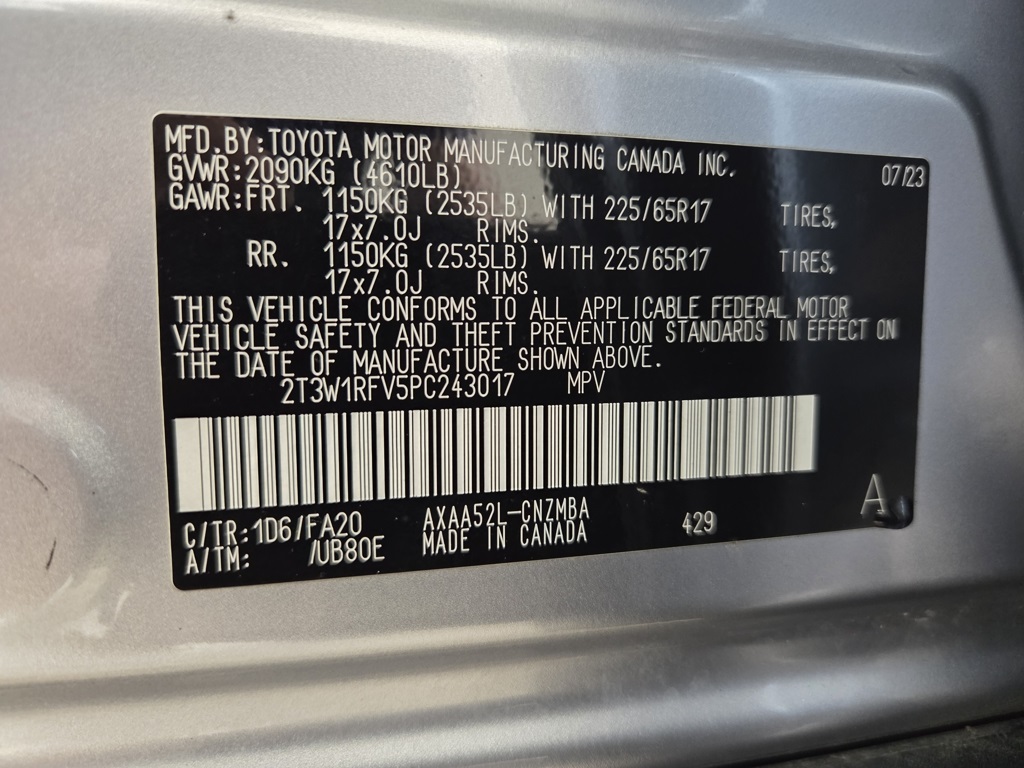 MFD.BY:TOYOTA MOTOR MANUFACTURING CANADA INC. 07/23
GVWR:2090KG (4610LB)
GAWR:FRT. 1150KG (2535LB) WITH 225/65R17 TIRES,
17x7.0J RIMS.
RR. 1150KG (2535LB) WITH 225/65R17 TIRES,
17x7.0J RIMS.
THIS VEHICLE CONFORMS TO ALL APPLICABLE FEDERAL MOTOR
VEHICLE SAFETY AND THEFT PREVENTION STANDARDS IN EFFECT ON
THE DATE OF MANUFACTURE SHOWN ABOVE.
2T3W1RFV5PC243017 MPV
C/TR:1D6/FA20 AXAA52L-CNZMBA 429 A
A/TM: /UB80E MADE IN CANADA